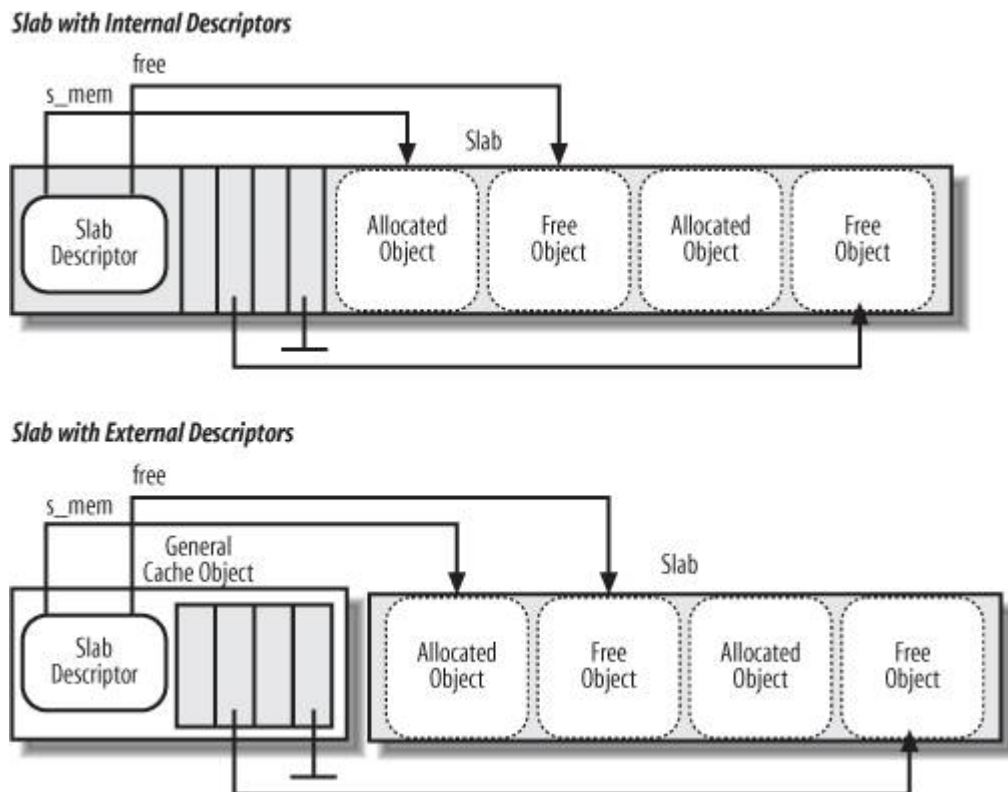 Slab with Internal Descriptors
free
s_mem
Slab
Slab
Descriptor
Allocated
Object
Free
Object
Allocated
Object
Free
Object
Slab with External Descriptors
free
s_mem
General
Cache Object
Slab
Slab
Descriptor
Allocated
Object
Free
Object
Allocated
Object
Free
Object